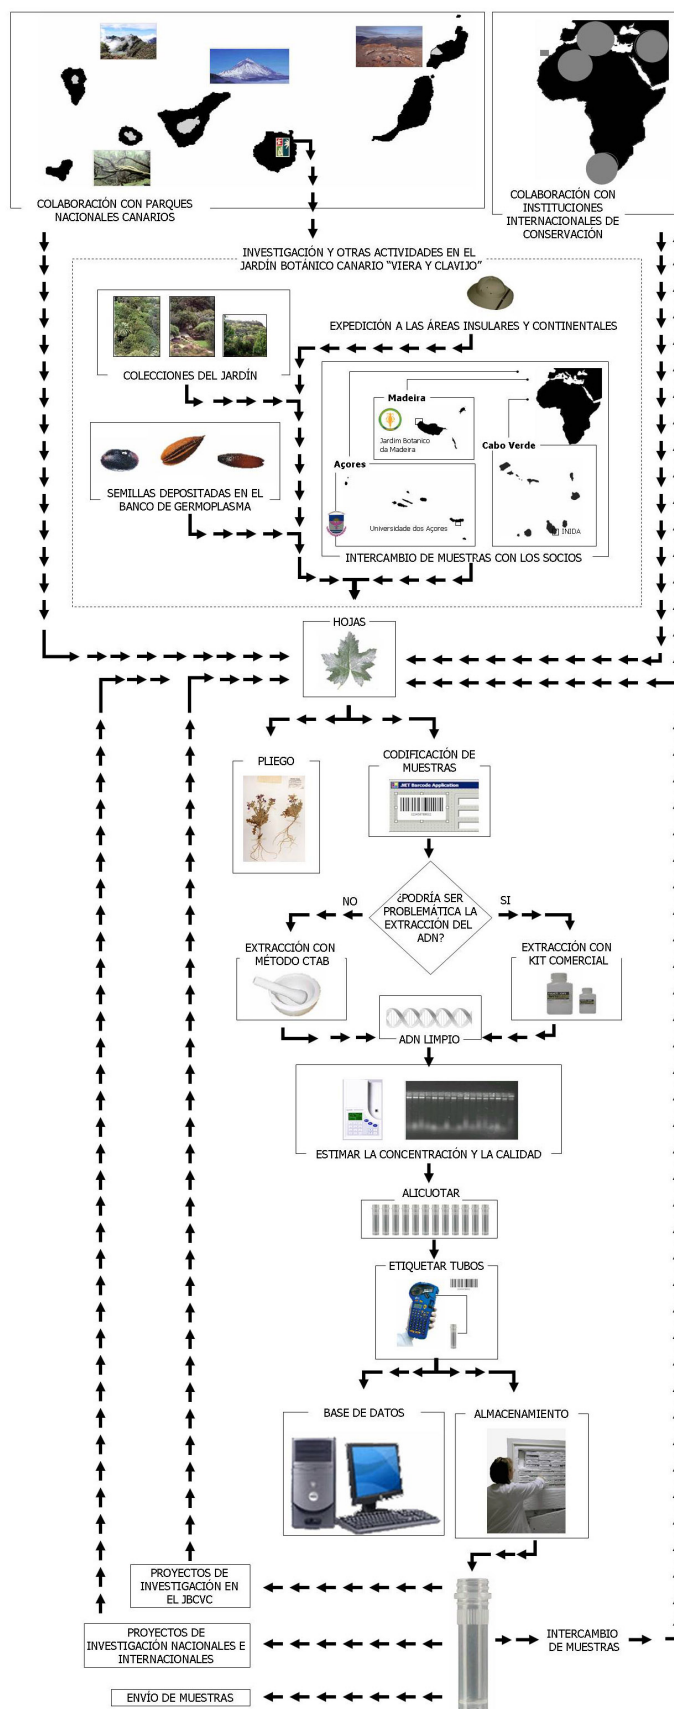 COLABORACIÓN CON PARQUES
NACIONALES CANARIOS
COLABORACIÓN CON
INSTITUCIONES
INTERNACIONALES DE
CONSERVACIÓN
INVESTIGACIÓN Y OTRAS ACTIVIDADES EN EL
JARDÍN BOTÁNICO CANARIO "VIERA Y CLAVIJO"
EXPEDICIÓN A LAS ÁREAS INSULARES Y CONTINENTALES
COLECCIONES DEL JARDÍN
Madeira
Jardim Botanico
da Madeira
Cabo Verde
Açores
SEMILLAS DEPOSITADAS EN EL
BANCO DE GERMOPLASMA
Universidade dos Açores
INIDA
INTERCAMBIO DE MUESTRAS CON LOS SOCIOS
HOJAS
PLIEGO
CODIFICACIÓN DE
MUESTRAS
.NET Barcode Application
¿PODRÍA SER
PROBLEMÁTICA LA
EXTRACCIÓN DEL
ADN?
NO
SI
EXTRACCIÓN CON
MÉTODO CTAB
EXTRACCIÓN CON
KIT COMERCIAL
ADN LIMPIO
ESTIMAR LA CONCENTRACIÓN Y LA CALIDAD
ALICUOTAR
ETIQUETAR TUBOS
BASE DE DATOS
ALMACENAMIENTO
PROYECTOS DE
INVESTIGACIÓN EN
EL JBCVC
PROYECTOS DE
INVESTIGACIÓN NACIONALES E
INTERNACIONALES
INTERCAMBIO
DE MUESTRAS
ENVÍO DE MUESTRAS